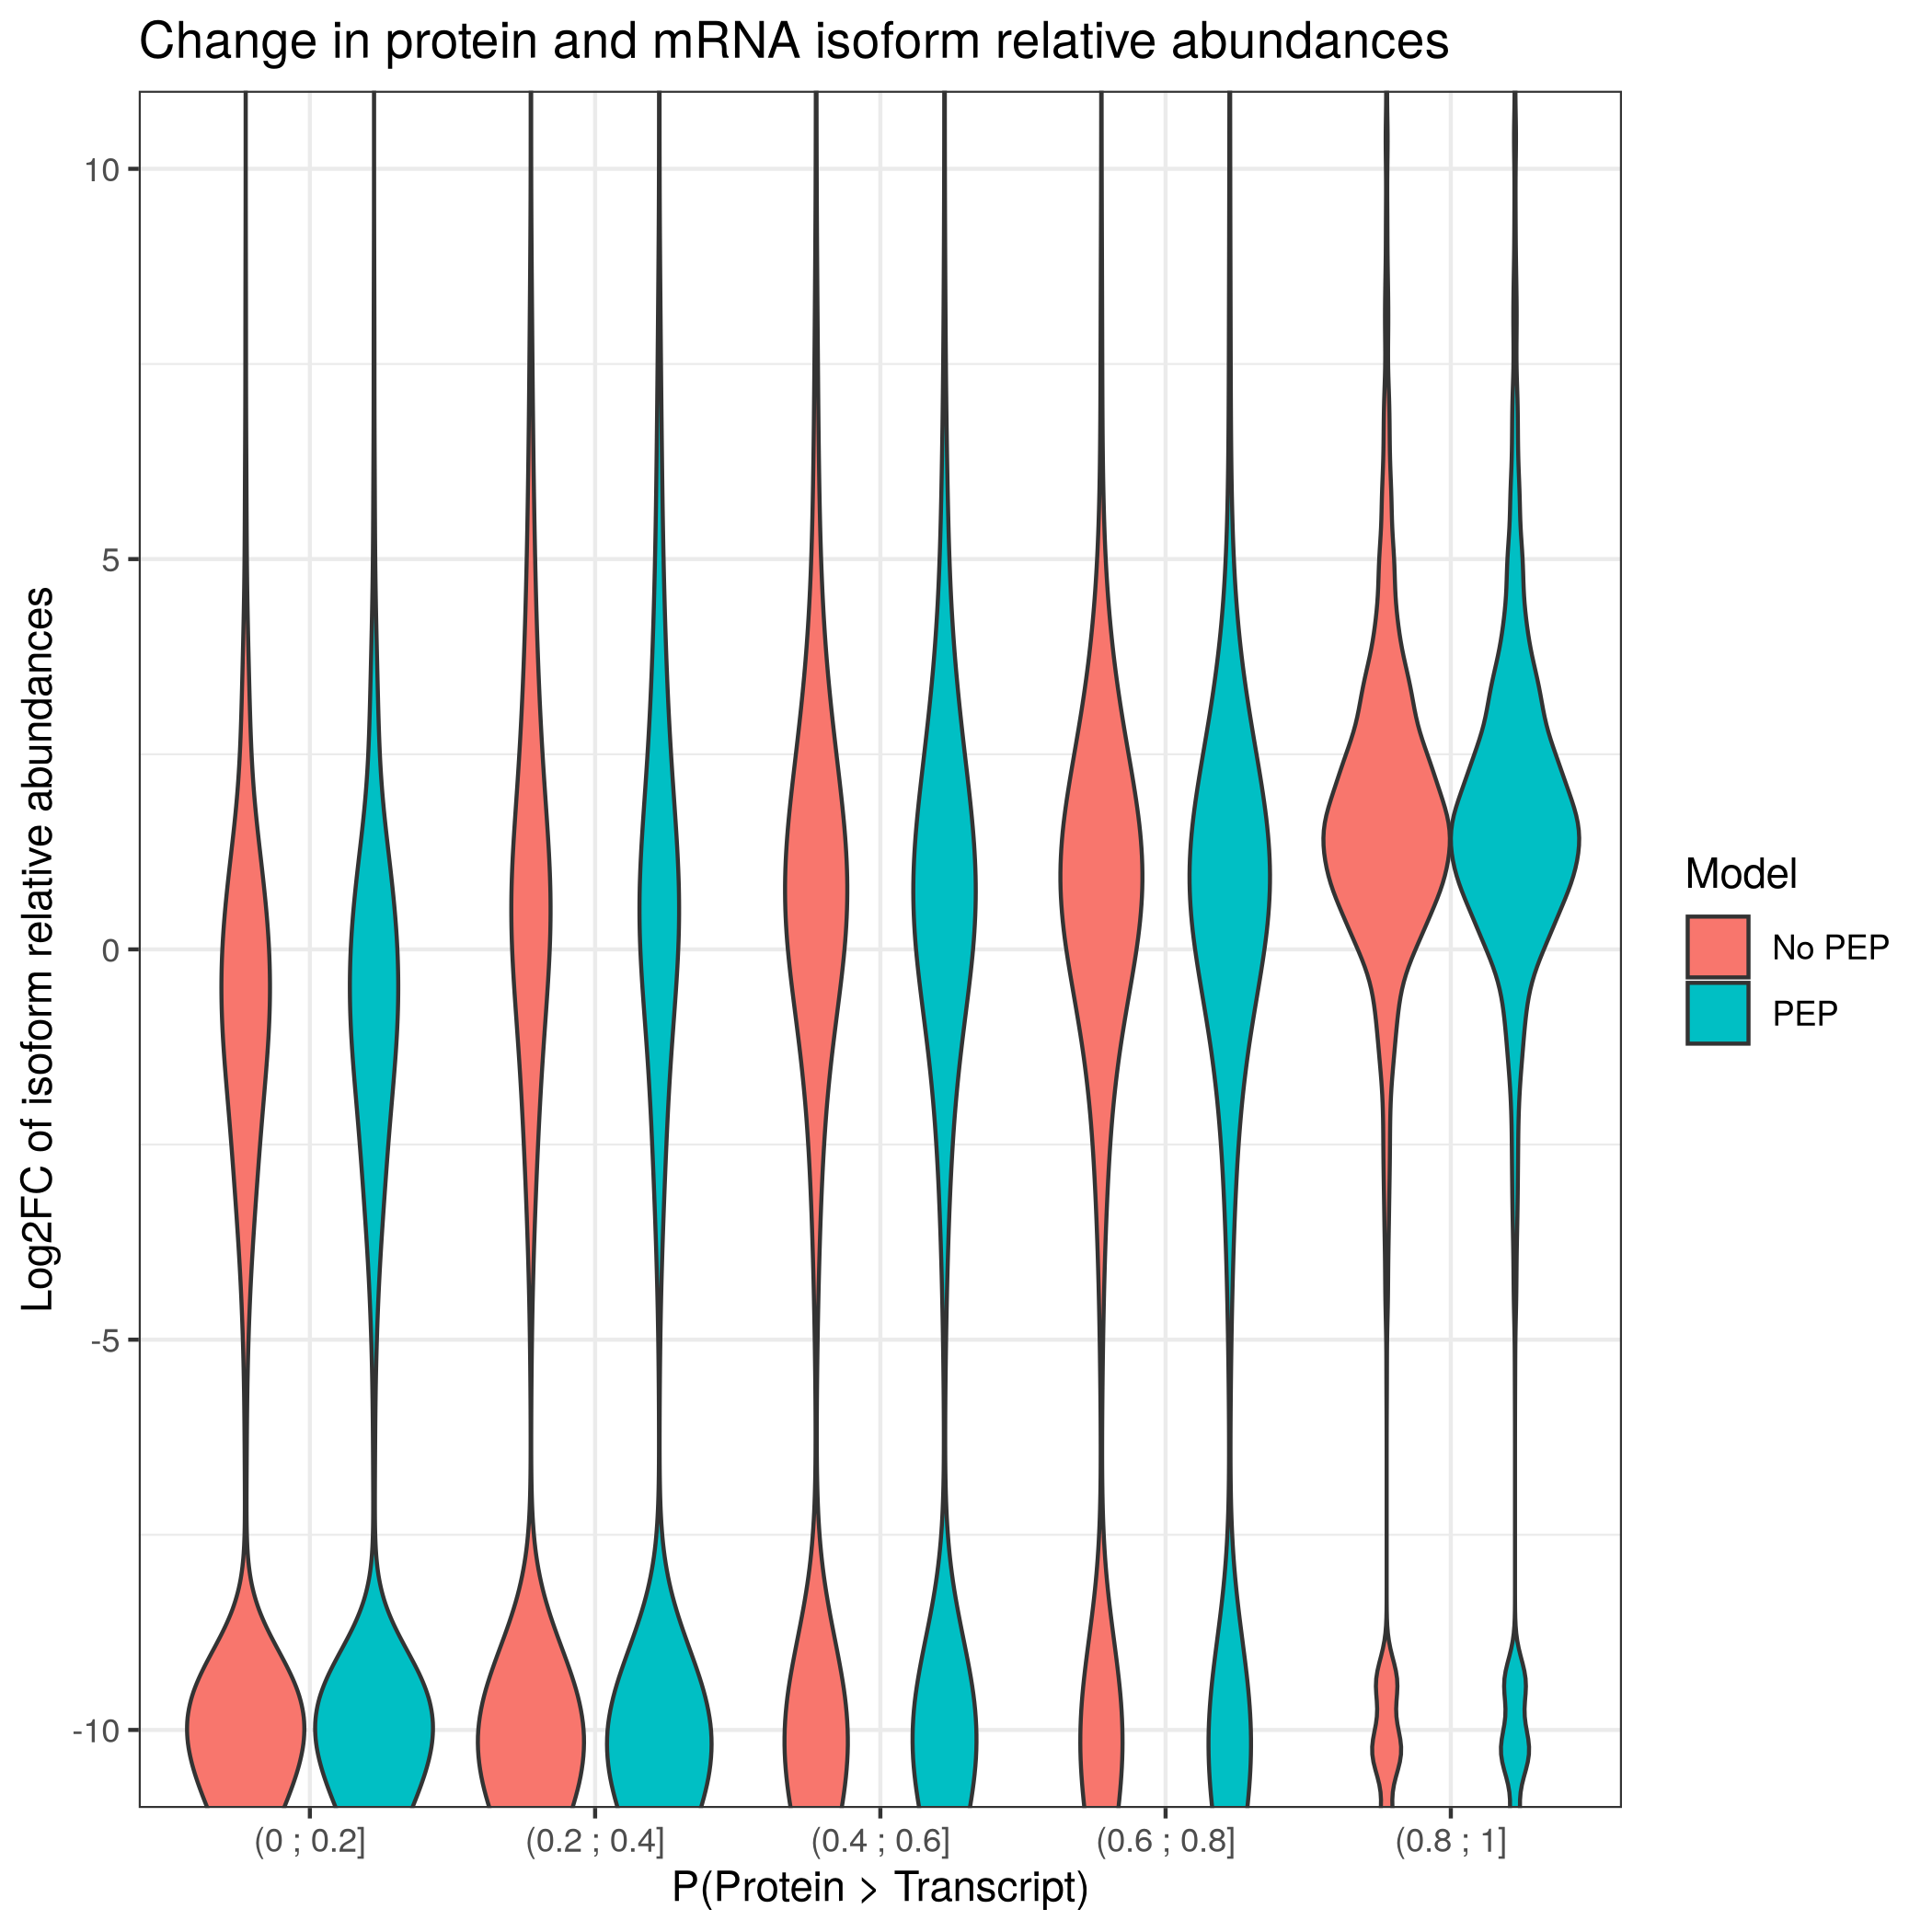 Change in protein and mRNA isoform relative abundances
Log2FC of isoform relative abundances
10
5
0
-5
-10
(0 ; 0.2]
(0.2 ; 0.4]
(0.4 ; 0.6]
(0.6 ; 0.8]
(0.8 ; 1]
P(Protein > Transcript)
Model
No PEP
PEP